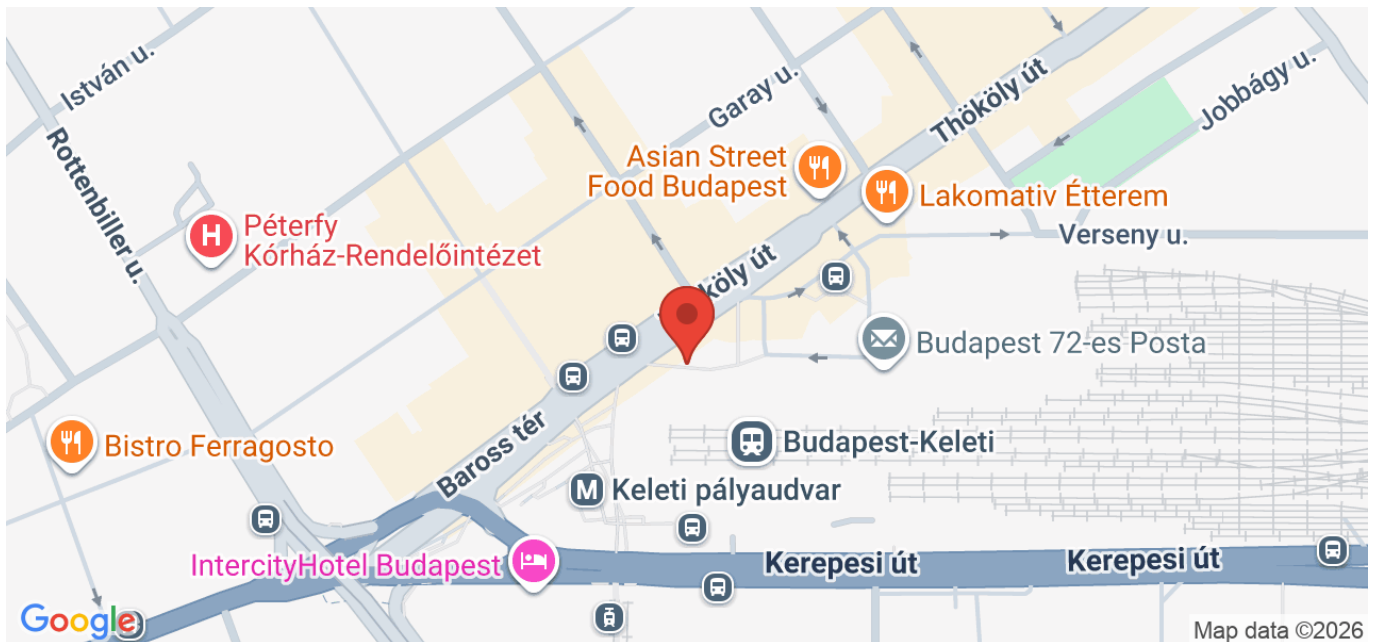 István u.
Garay u.
Thököly út
Jobbágy u.
Rottenbiller u.
Asian Street
Food Budapest
Lakomativ Étterem
Péterfy
Kórház-Rendelőintézet
H
Verseny u.
köly út
Budapest 72-es Posta
Bistro Ferragosto
Baross tér
Budapest-Keleti
M
Keleti pályaudvar
IntercityHotel Budapest
Kerepesi út
Kerepesi út
Google
Map data ©2026